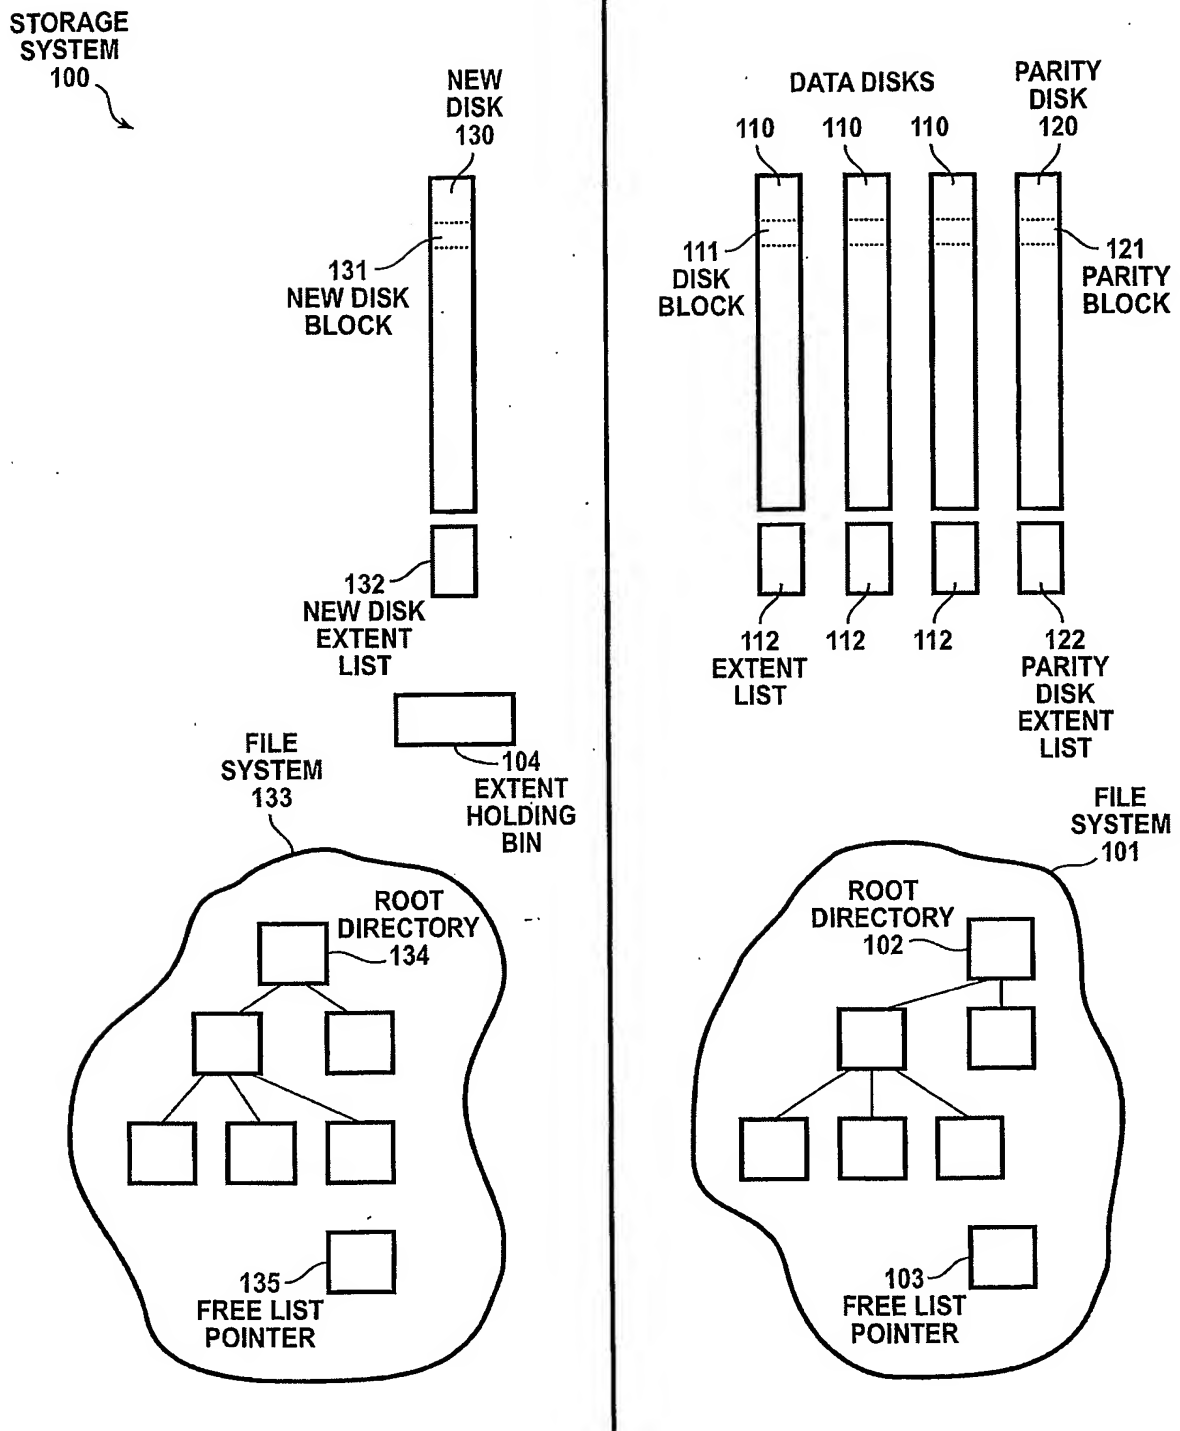 STORAGE
SYSTEM
100
NEW
DISK
130
131
NEW DISK
BLOCK
132
NEW DISK
EXTENT
LIST
104
EXTENT
HOLDING
BIN
FILE
SYSTEM
133
ROOT
DIRECTORY
134
135
FREE LIST
POINTER
DATA DISKS
110
110
110
PARITY
DISK
120
111
DISK
BLOCK
121
PARITY
BLOCK
112
EXTENT
LIST
112
112
122
PARITY
DISK
EXTENT
LIST
FILE
SYSTEM
101
ROOT
DIRECTORY
102
103
FREE LIST
POINTER